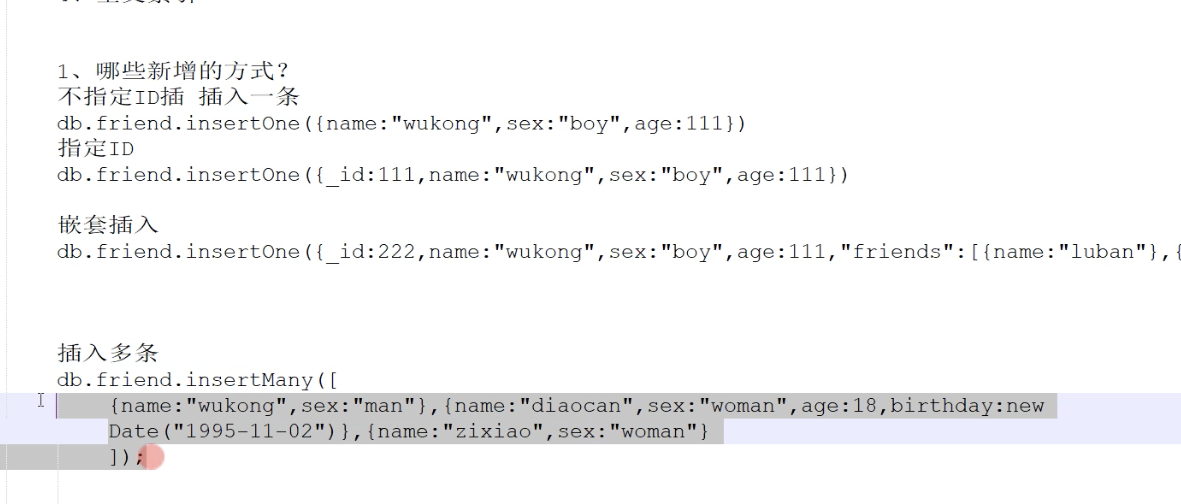 1、哪些新增的方式?
不指定ID插 插入一条
db.friend.insertOne({name:"wukong",sex:"boy",age:111})
指定ID
db.friend.insertOne({_id:111,name:"wukong",sex:"boy",age:111})
嵌套插入
db.friend.insertOne({_id:222,name:"wukong",sex:"boy",age:111,"friends":[{name:"luban"},{
插入多条
db.friend.insertMany([
{name:"wukong",sex:"man"},{name:"diaocan",sex:"woman",age:18,birthday:new
Date("1995-11-02")},{name:"zixiao",sex:"woman"}
]);